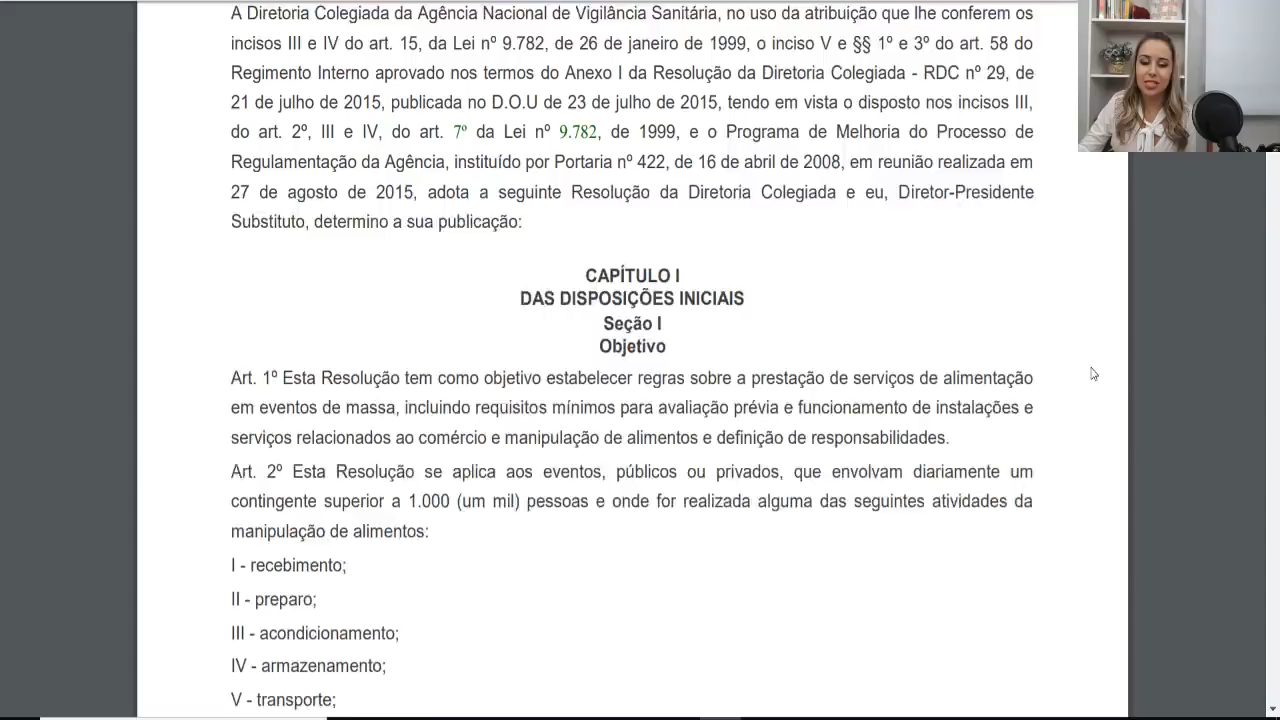 A Diretoria Colegiada da Agência Nacional de Vigilância Sanitária, no uso da atribuição que lhe conferem os
incisos III e IV do art. 15, da Lei nº 9.782, de 26 de janeiro de 1999, o inciso V e §§ 1º e 3º do art. 58 do
Regimento Interno aprovado nos termos do Anexo I da Resolução da Diretoria Colegiada - RDC nº 29, de
21 de julho de 2015, publicada no D.O.U de 23 de julho de 2015, tendo em vista o disposto nos incisos III,
do art. 2º, III e IV, do art. 7º da Lei nº 9.782, de 1999, e o Programa de Melhoria do Processo de
Regulamentação da Agência, instituído por Portaria nº 422, de 16 de abril de 2008, em reunião realizada em
27 de agosto de 2015, adota a seguinte Resolução da Diretoria Colegiada e eu, Diretor-Presidente
Substituto, determino a sua publicação:
CAPÍTULO I
DAS DISPOSIÇÕES INICIAIS
Seção I
Objetivo
Art. 1º Esta Resolução tem como objetivo estabelecer regras sobre a prestação de serviços de alimentação
em eventos de massa, incluindo requisitos mínimos para avaliação prévia e funcionamento de instalações e
serviços relacionados ao comércio e manipulação de alimentos e definição de responsabilidades.
Art. 2º Esta Resolução se aplica aos eventos, públicos ou privados, que envolvam diariamente um
contingente superior a 1.000 (um mil) pessoas e onde for realizada alguma das seguintes atividades da
manipulação de alimentos:
I - recebimento;
II - preparo;
III - acondicionamento;
IV - armazenamento;
V - transporte;